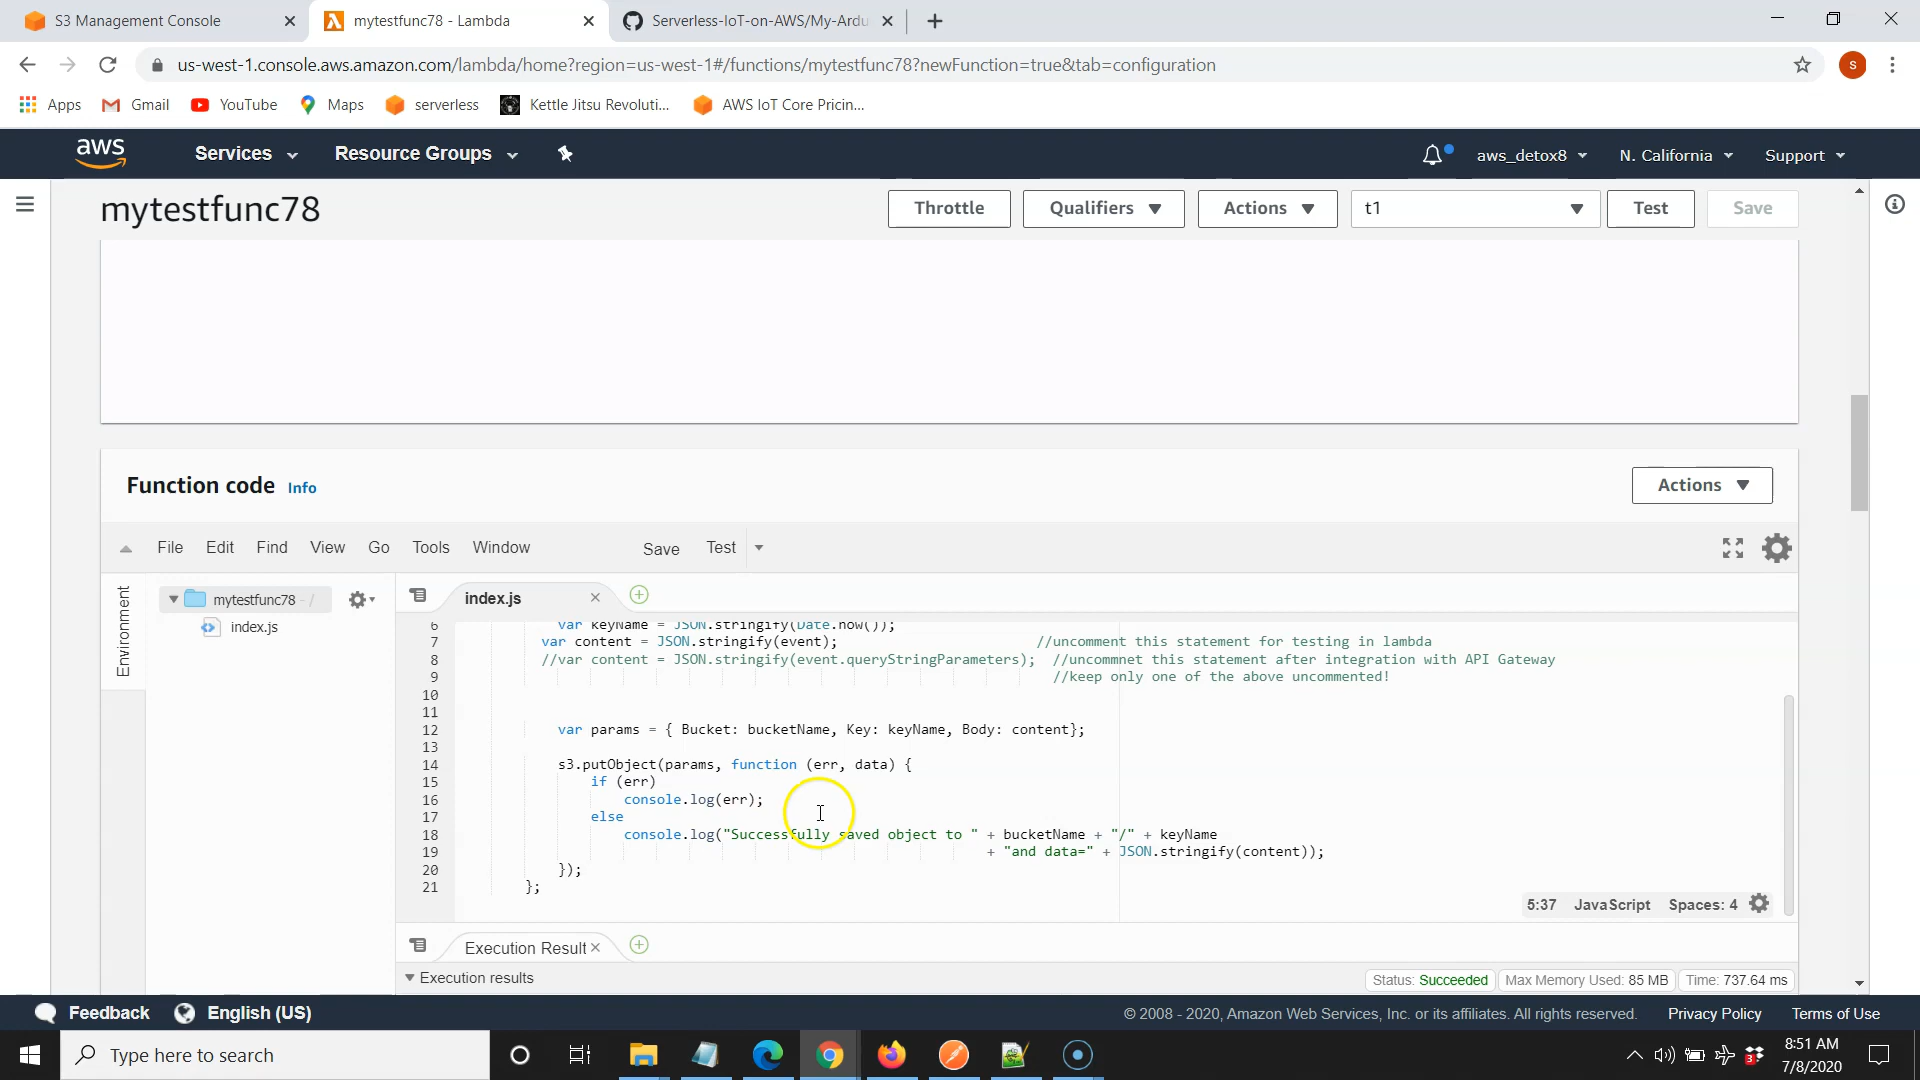 S3 Management Console
mytestfunc78 - Lambda
Serverless-IoT-on-AWS/My-Ardu
us-west-1.console.aws.amazon.com/lambda/home?region=us-west-1#/functions/mytestfunc78?newFunction=true&tab=configuration
s
Apps
Gmail
YouTube
Maps
serverless
Kettle Jitsu Revoluti...
AWS IoT Core Pricin...
aws
Services
Resource Groups
aws_detox8
N. California
Support
mytestfunc78
Throttle
Qualifiers
Actions
t1
Test
Save
Function code Info
Actions
File Edit Find View Go Tools Window Save Test
Environment
mytestfunc78 - /
index.js
index.js
6 var keyName = JSON.stringify(Date.now());
7 var content = JSON.stringify(event); //uncomment this statement for testing in lambda
8 //var content = JSON.stringify(event.queryStringParameters); //uncommnet this statement after integration with API Gateway
9 //keep only one of the above uncommented!
10
11
12 var params = { Bucket: bucketName, Key: keyName, Body: content};
13
14 s3.putObject(params, function (err, data) {
15 if (err)
16 console.log(err);
17 else
18 console.log("Successfully saved object to " + bucketName + "/" + keyName
19 + "and data=" + JSON.stringify(content));
20 });
21 };
5:37 JavaScript Spaces: 4
Execution Result
Execution results
Status: Succeeded
Max Memory Used: 85 MB
Time: 737.64 ms
Feedback
English (US)
© 2008 - 2020, Amazon Web Services, Inc. or its affiliates. All rights reserved.
Privacy Policy
Terms of Use
Type here to search
3
8:51 AM
7/8/2020